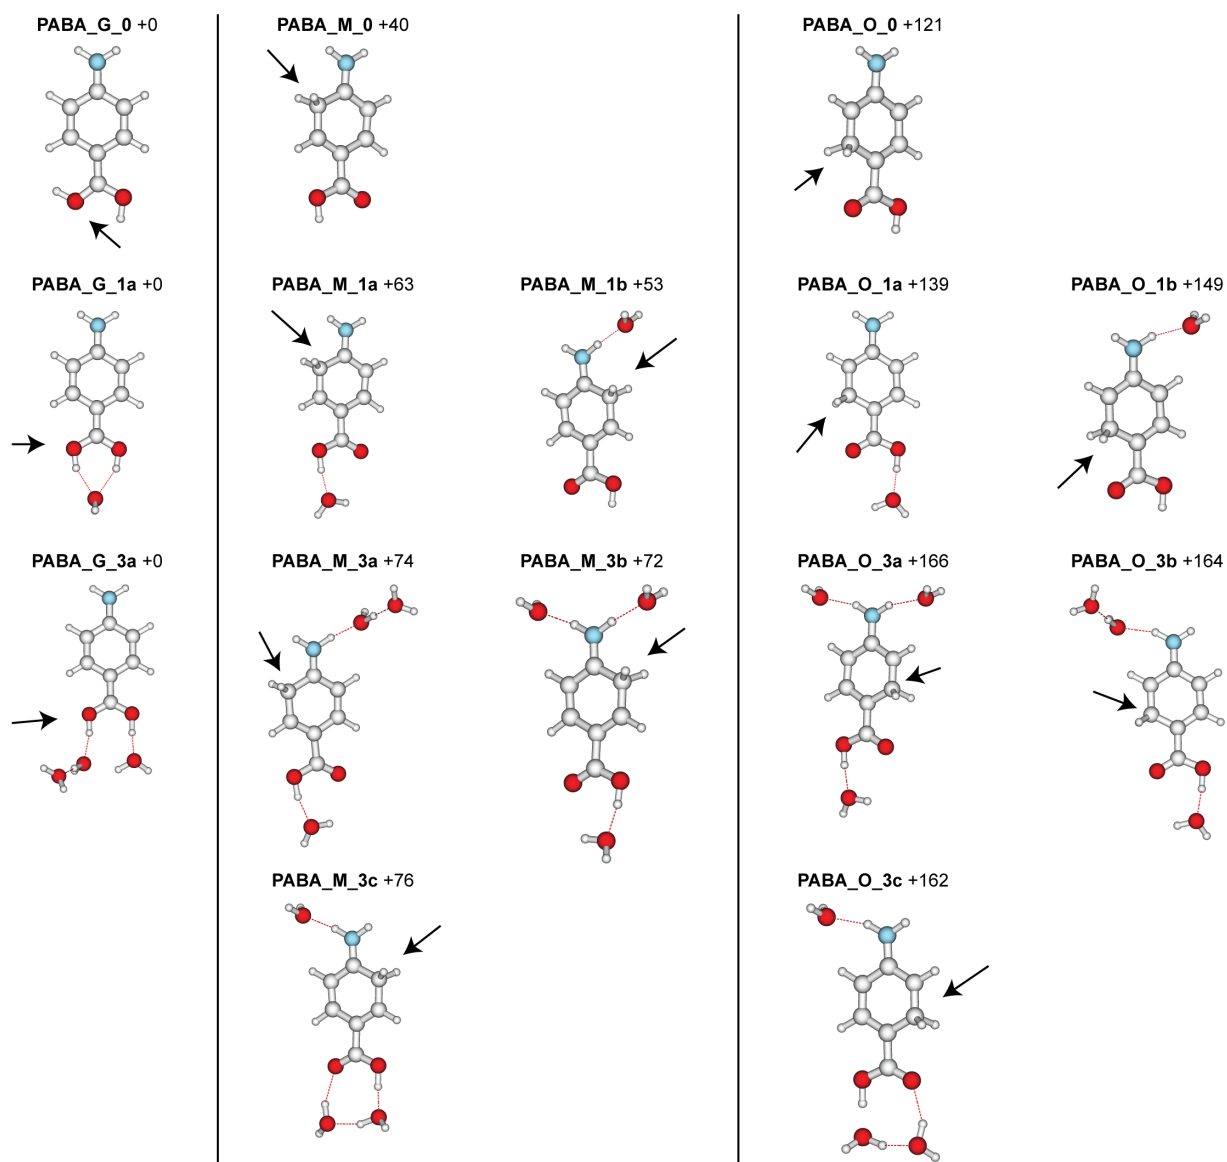 PABA_G_0 +0
PABA_M_0 +40
PABA_O_0 +121
PABA_G_1a +0
PABA_M_1a +63
PABA_M_1b +53
PABA_O_1a +139
PABA_O_1b +149
PABA_G_3a +0
PABA_M_3a +74
PABA_M_3b +72
PABA_O_3a +166
PABA_O_3b +164
PABA_M_3c +76
PABA_O_3c +162